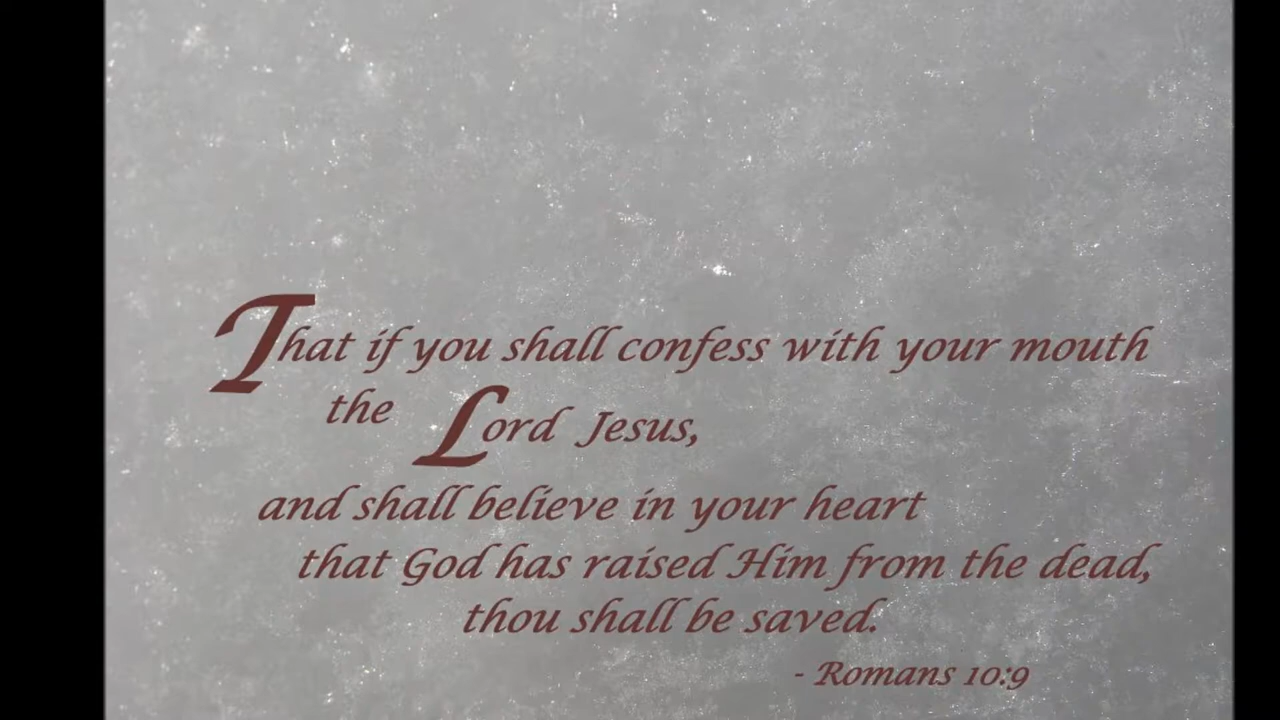 That if you shall confess with your mouth
the Lord Jesus,
and shall believe in your heart
that God has raised Him from the dead,
thou shall be saved.
- Romans 10:9